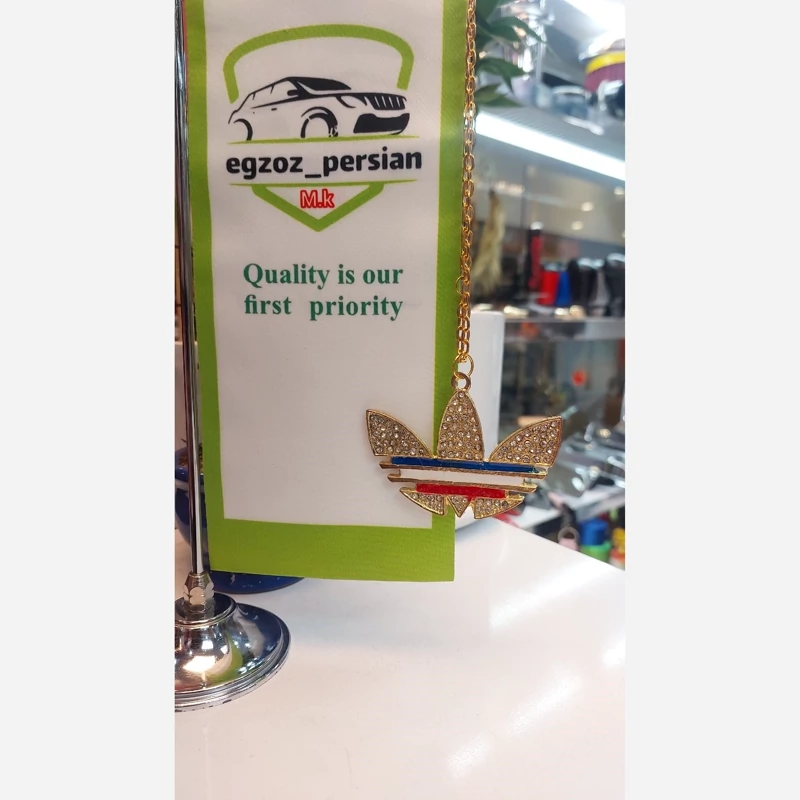 egzoz_persian
M.k
Quality is our
first priority